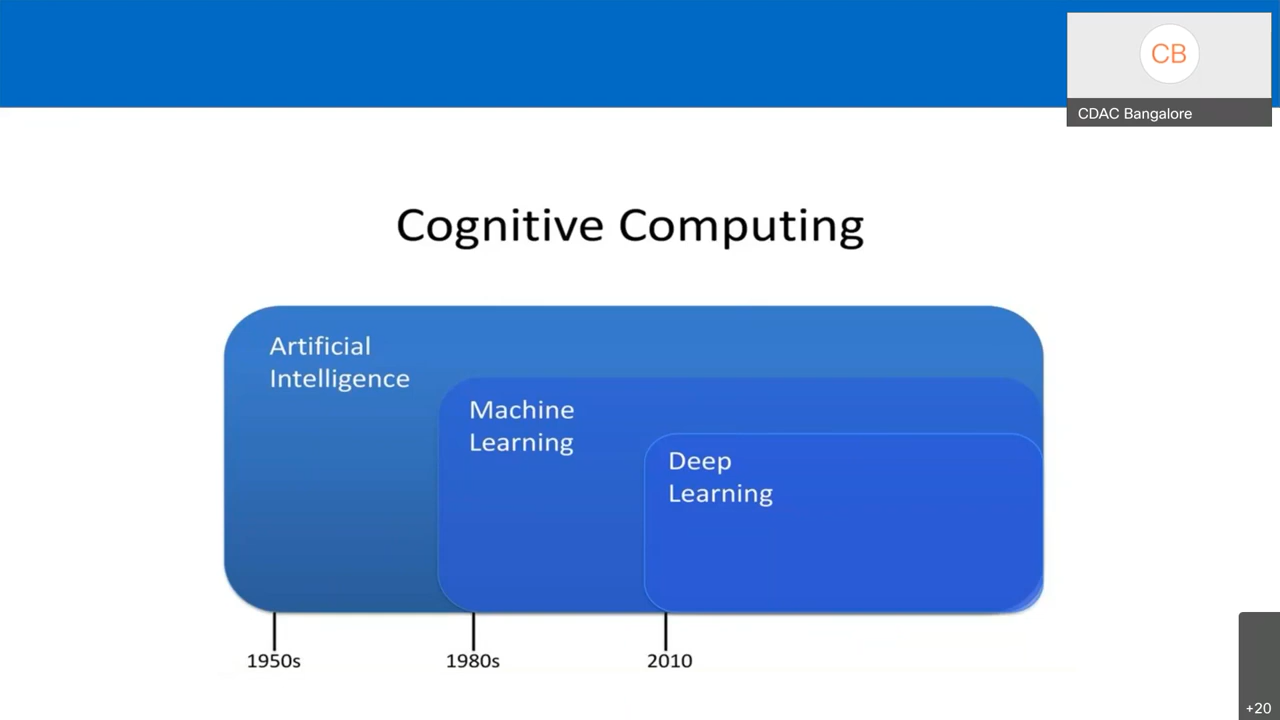 CB
CDAC Bangalore
Cognitive Computing
Artificial
Intelligence
Machine
Learning
Deep
Learning
1950s
1980s
2010
+20